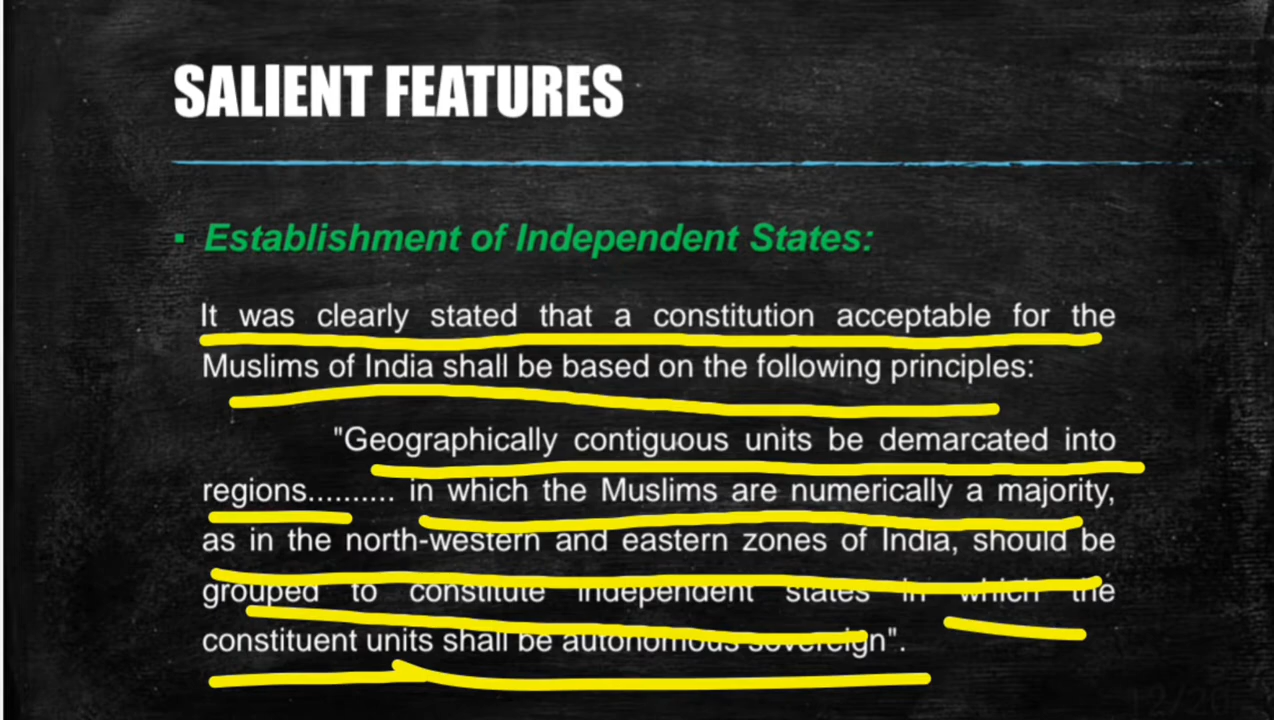 SALIENT FEATURES
▪ Establishment of Independent States:
It was clearly stated that a constitution acceptable for the
Muslims of India shall be based on the following principles:
"Geographically contiguous units be demarcated into
regions.......... in which the Muslims are numerically a majority,
as in the north-western and eastern zones of India, should be
grouped to constitute independent states in which the
constituent units shall be autonomous sovereign".
12/20